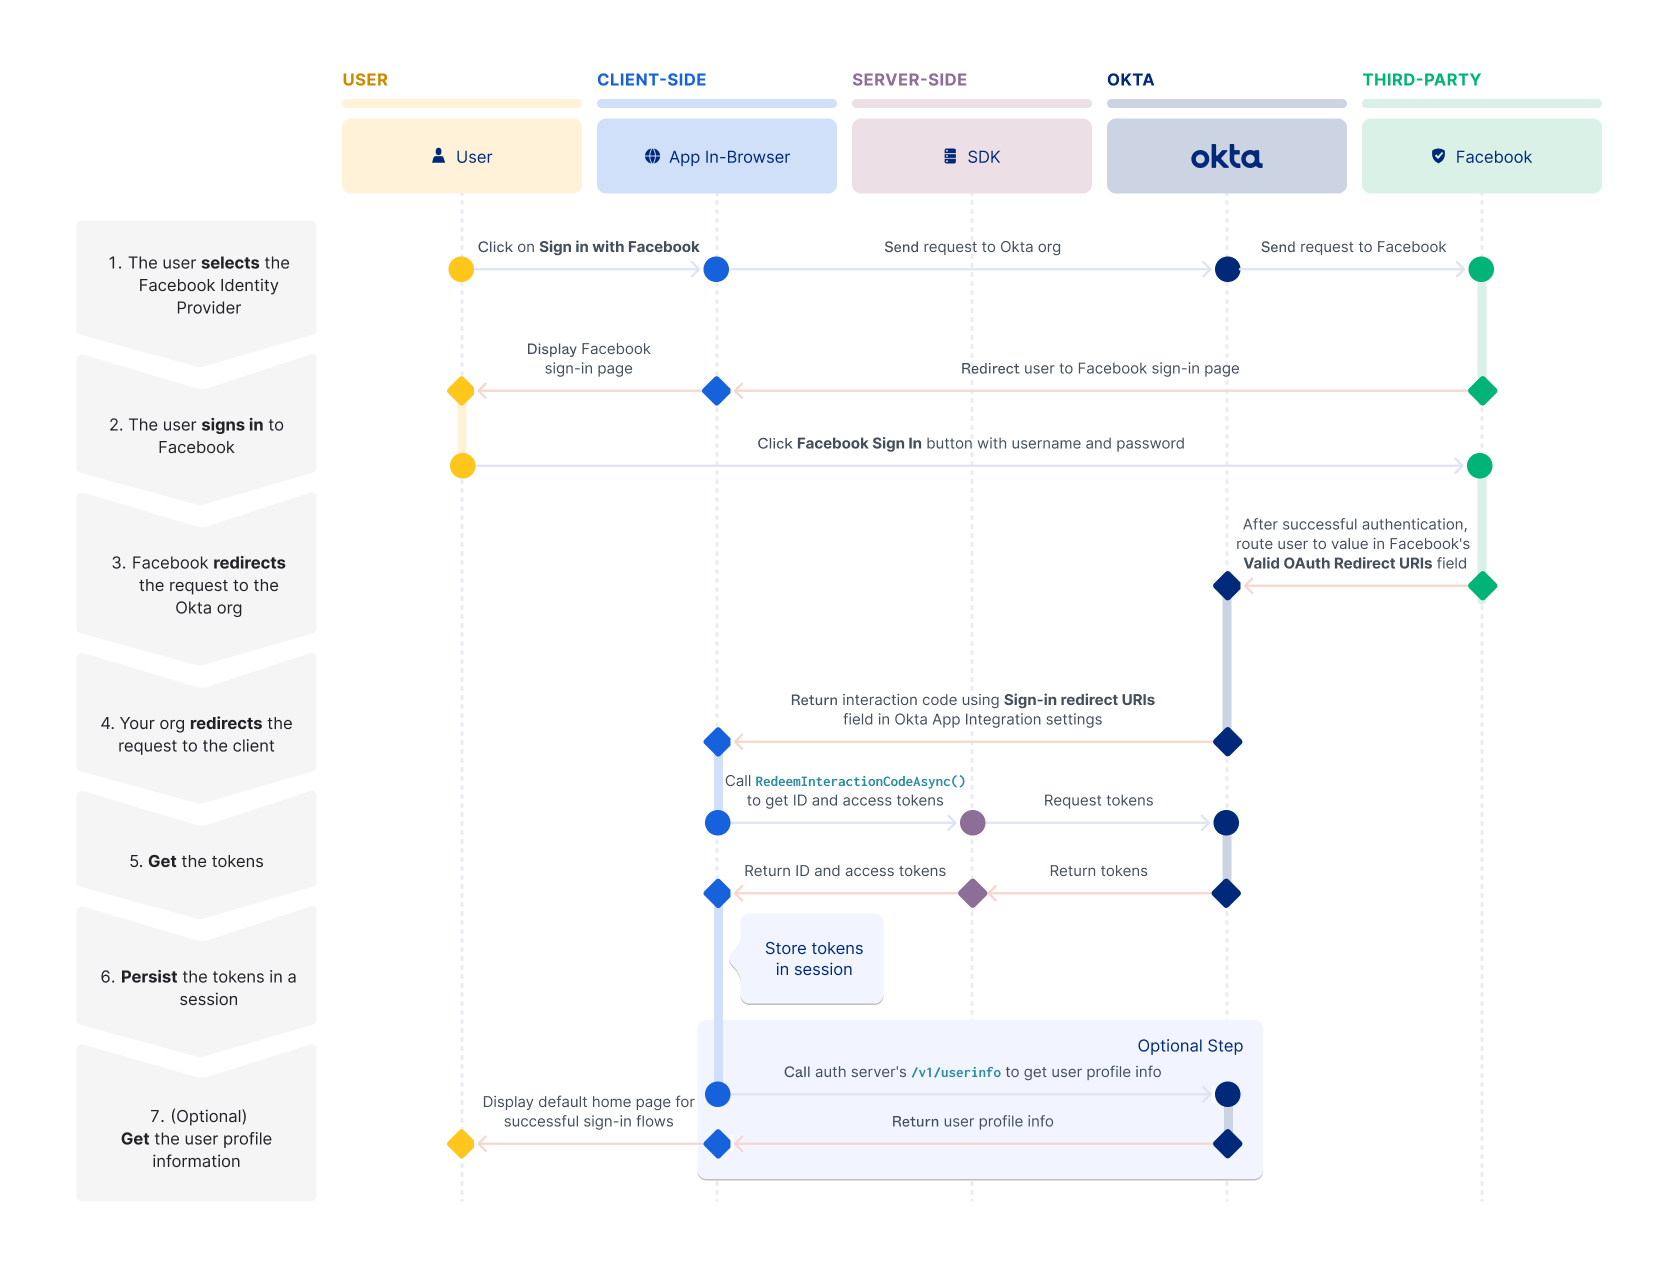 USER
CLIENT-SIDE
SERVER-SIDE
OKTA
THIRD-PARTY
User
App In-Browser
SDK
okta
Facebook
1. The user selects the
Facebook Identity
Provider
Click on Sign in with Facebook
Send request to Okta org
Send request to Facebook
Display Facebook
sign-in page
Redirect user to Facebook sign-in page
2. The user signs in to
Facebook
Click Facebook Sign In button with username and password
3. Facebook redirects
the request to the
Okta org
After successful authentication,
route user to value in Facebook's
Valid OAuth Redirect URIs field
4. Your org redirects the
request to the client
Return interaction code using Sign-in redirect URIs
field in Okta App Integration settings
Call RedeemInteractionCodeAsync()
to get ID and access tokens
Request tokens
5. Get the tokens
Return ID and access tokens
Return tokens
6. Persist the tokens in a
session
Store tokens
in session
Optional Step
7. (Optional)
Get the user profile
information
Call auth server's /v1/userinfo to get user profile info
Display default home page for
successful sign-in flows
Return user profile info